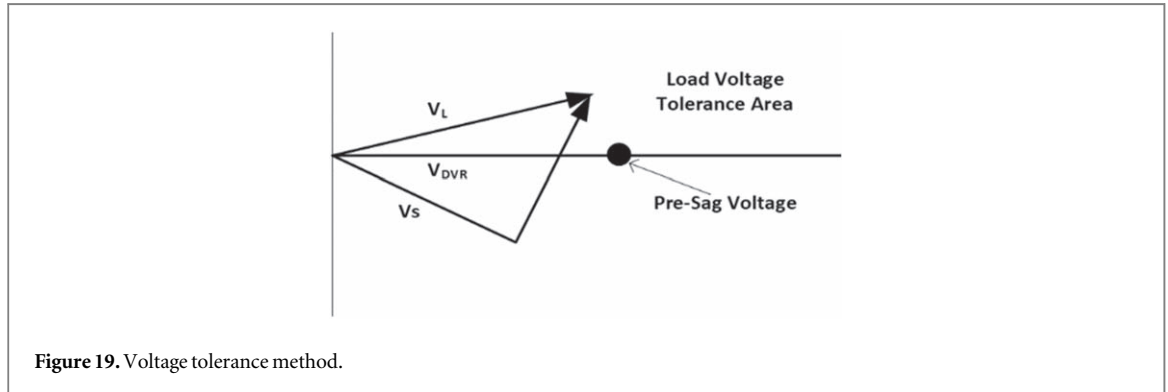 Load Voltage
Tolerance Area
VL
VDVR
Vs
Pre-Sag Voltage
Figure 19. Voltage tolerance method.